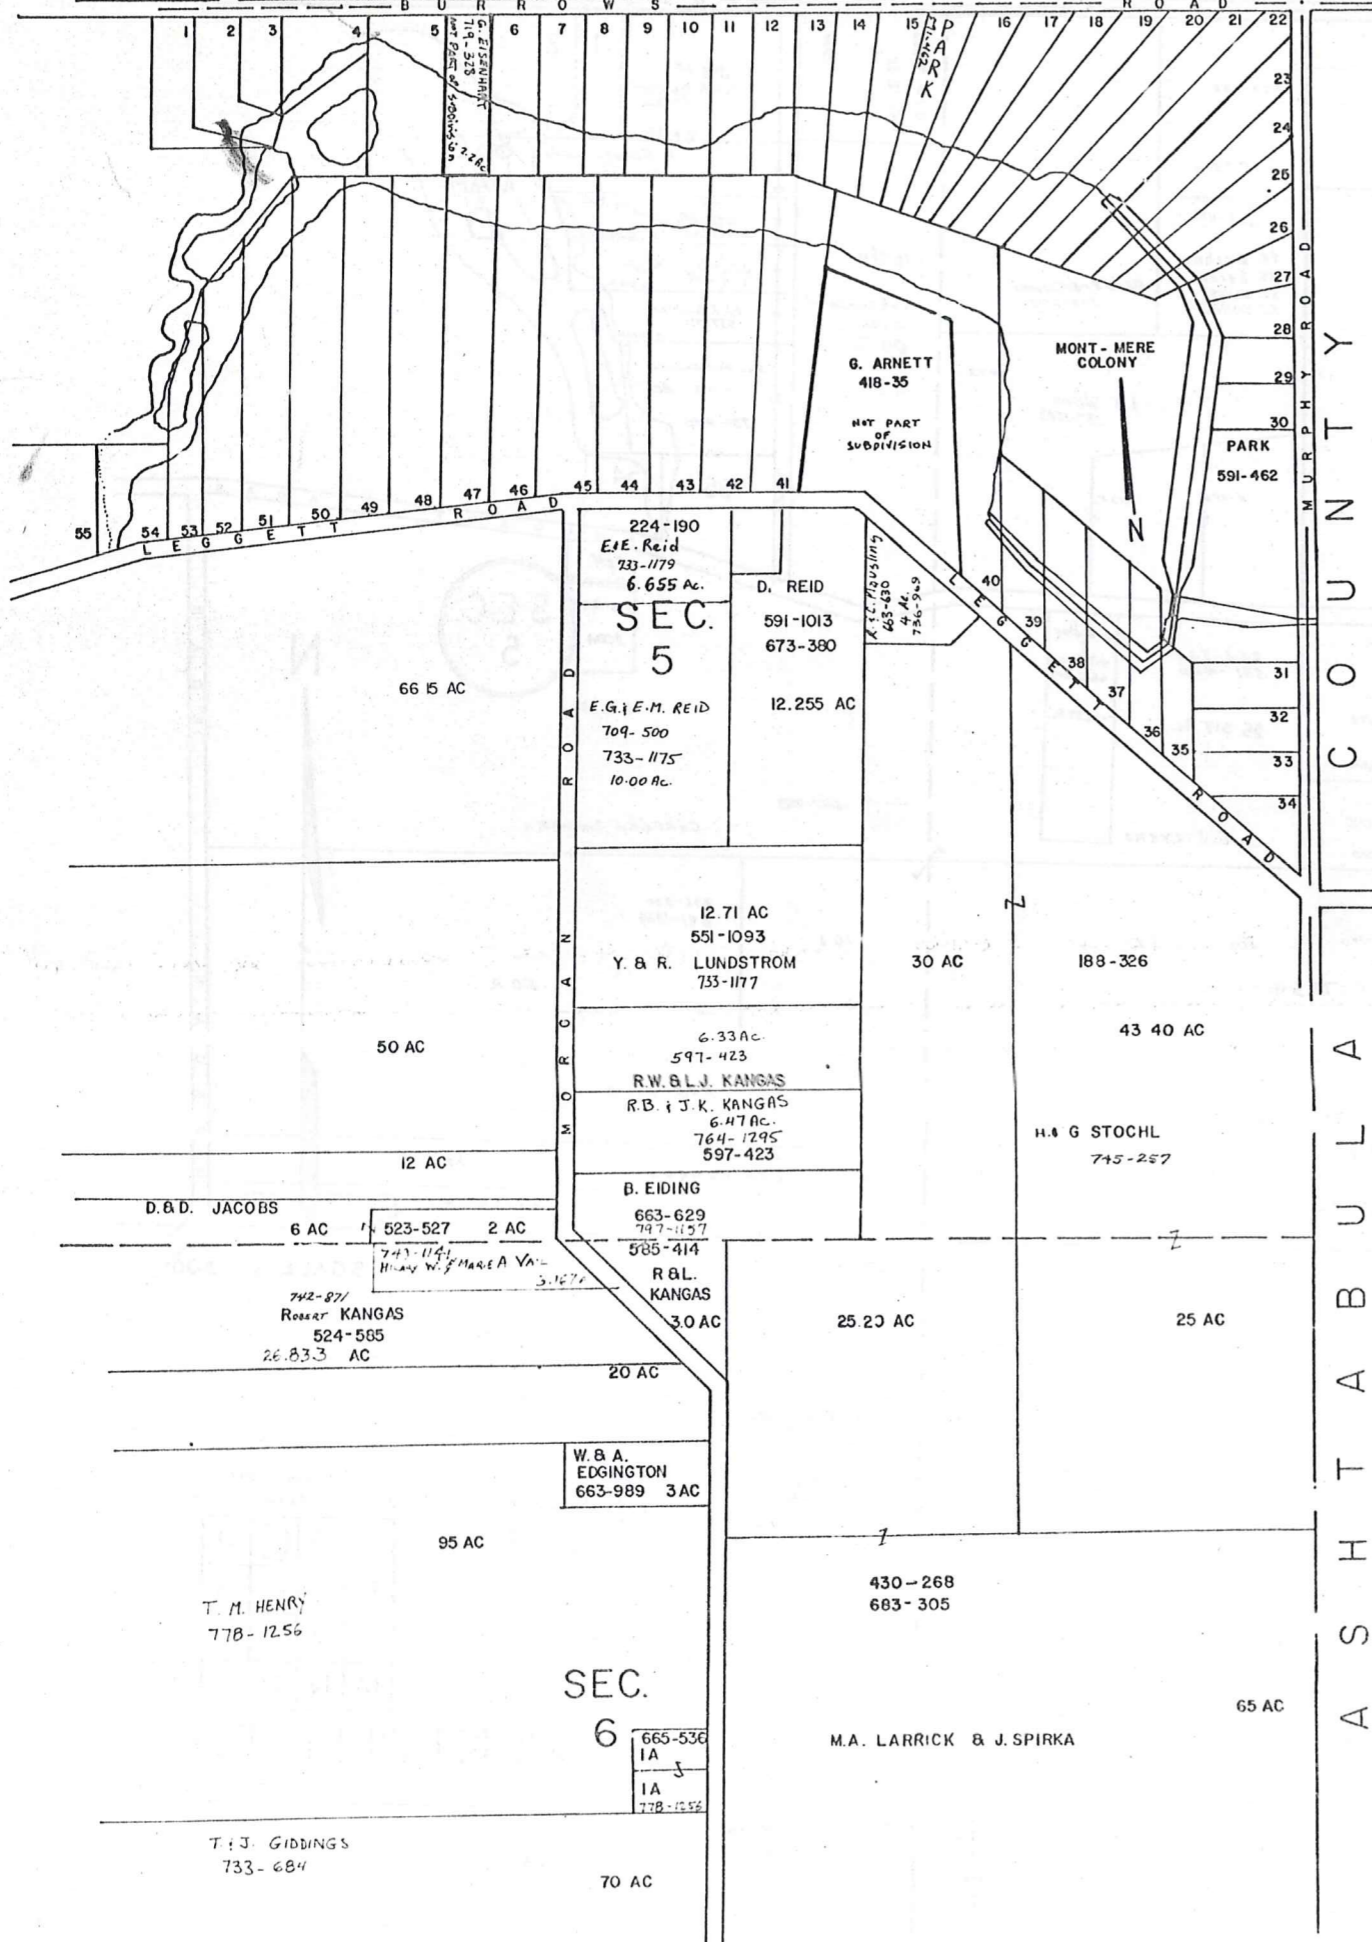 BURROWS ROAD
1 2 3 4 5 6 7 8 9 10 11 12 13 14 15 16 17 18 19 20 21 22
G. EISENHART
719-328
NOT PART OF SUBDIVISION
2.2 Ac
PARK
23
24
25
26
27
28
29
30
MURPHY ROAD
ASHTABULA COUNTY
G. ARNETT
418-35
NOT PART
OF
SUBDIVISION
MONT-MERE
COLONY
N
PARK
591-462
55 54 53 52 51 50 49 48 47 46 45 44 43 42 41
LEGGETT ROAD
40
39
38
37
36
35
31
32
33
34
LEGGETT ROAD
224-190
E&E. Reid
733-1179
6.655 Ac.
SEC.
5
D. REID
591-1013
673-380
12.255 AC
663-630
4 Ac.
736-969
66 15 AC
E.G. & E.M. REID
709-500
733-1175
10.00 Ac.
MORGAN ROAD
12.71 AC
551-1093
Y. & R. LUNDSTROM
733-1177
30 AC
188-326
43 40 AC
50 AC
6.33 Ac.
597-423
R.W. & L.J. KANGAS
R.B. & J.K. KANGAS
6.47 Ac.
764-1295
597-423
H. & G STOCHL
745-257
12 AC
D. & D. JACOBS
6 AC
523-527 2 AC
743-1141
B. EIDING
663-629
797-1157
585-414
R & L.
KANGAS
3.0 AC
742-871
ROBERT KANGAS
524-585
26.833 AC
25.20 AC
25 AC
20 AC
W. & A.
EDGINGTON
663-989 3 AC
95 AC
T. M. HENRY
778-1256
430-268
683-305
SEC.
6
65 AC
665-536
1A
1A
778-1256
M.A. LARRICK & J. SPIRKA
T. & J. GIDDINGS
733-684
70 AC